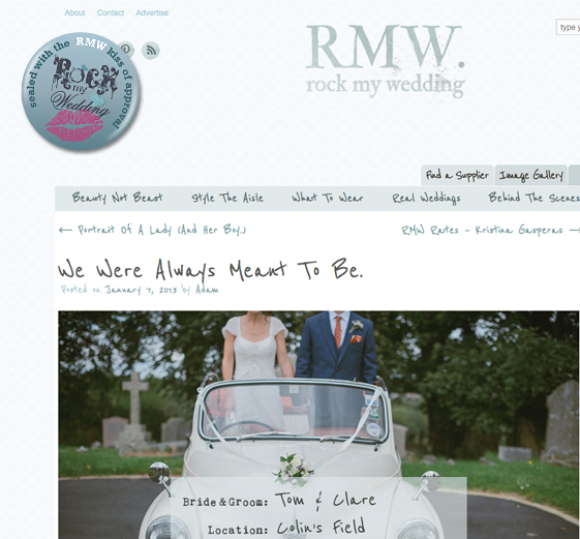 About Contact Advertise
sealed with the RMW kiss of approval
Rock my Wedding
RMW.
rock my wedding
type y
Find a Supplier Image Gallery
Beauty Not Beast Style The Aisle What To Wear Real Weddings Behind The Scenes
← Portrait Of A Lady (And Her Boy.) RMW Rates – Kristina Gasperas →
We Were Always Meant To Be.
Posted on January 7, 2013 by Adam
Bride & Groom: Tom & Clare
Location: Colin's Field